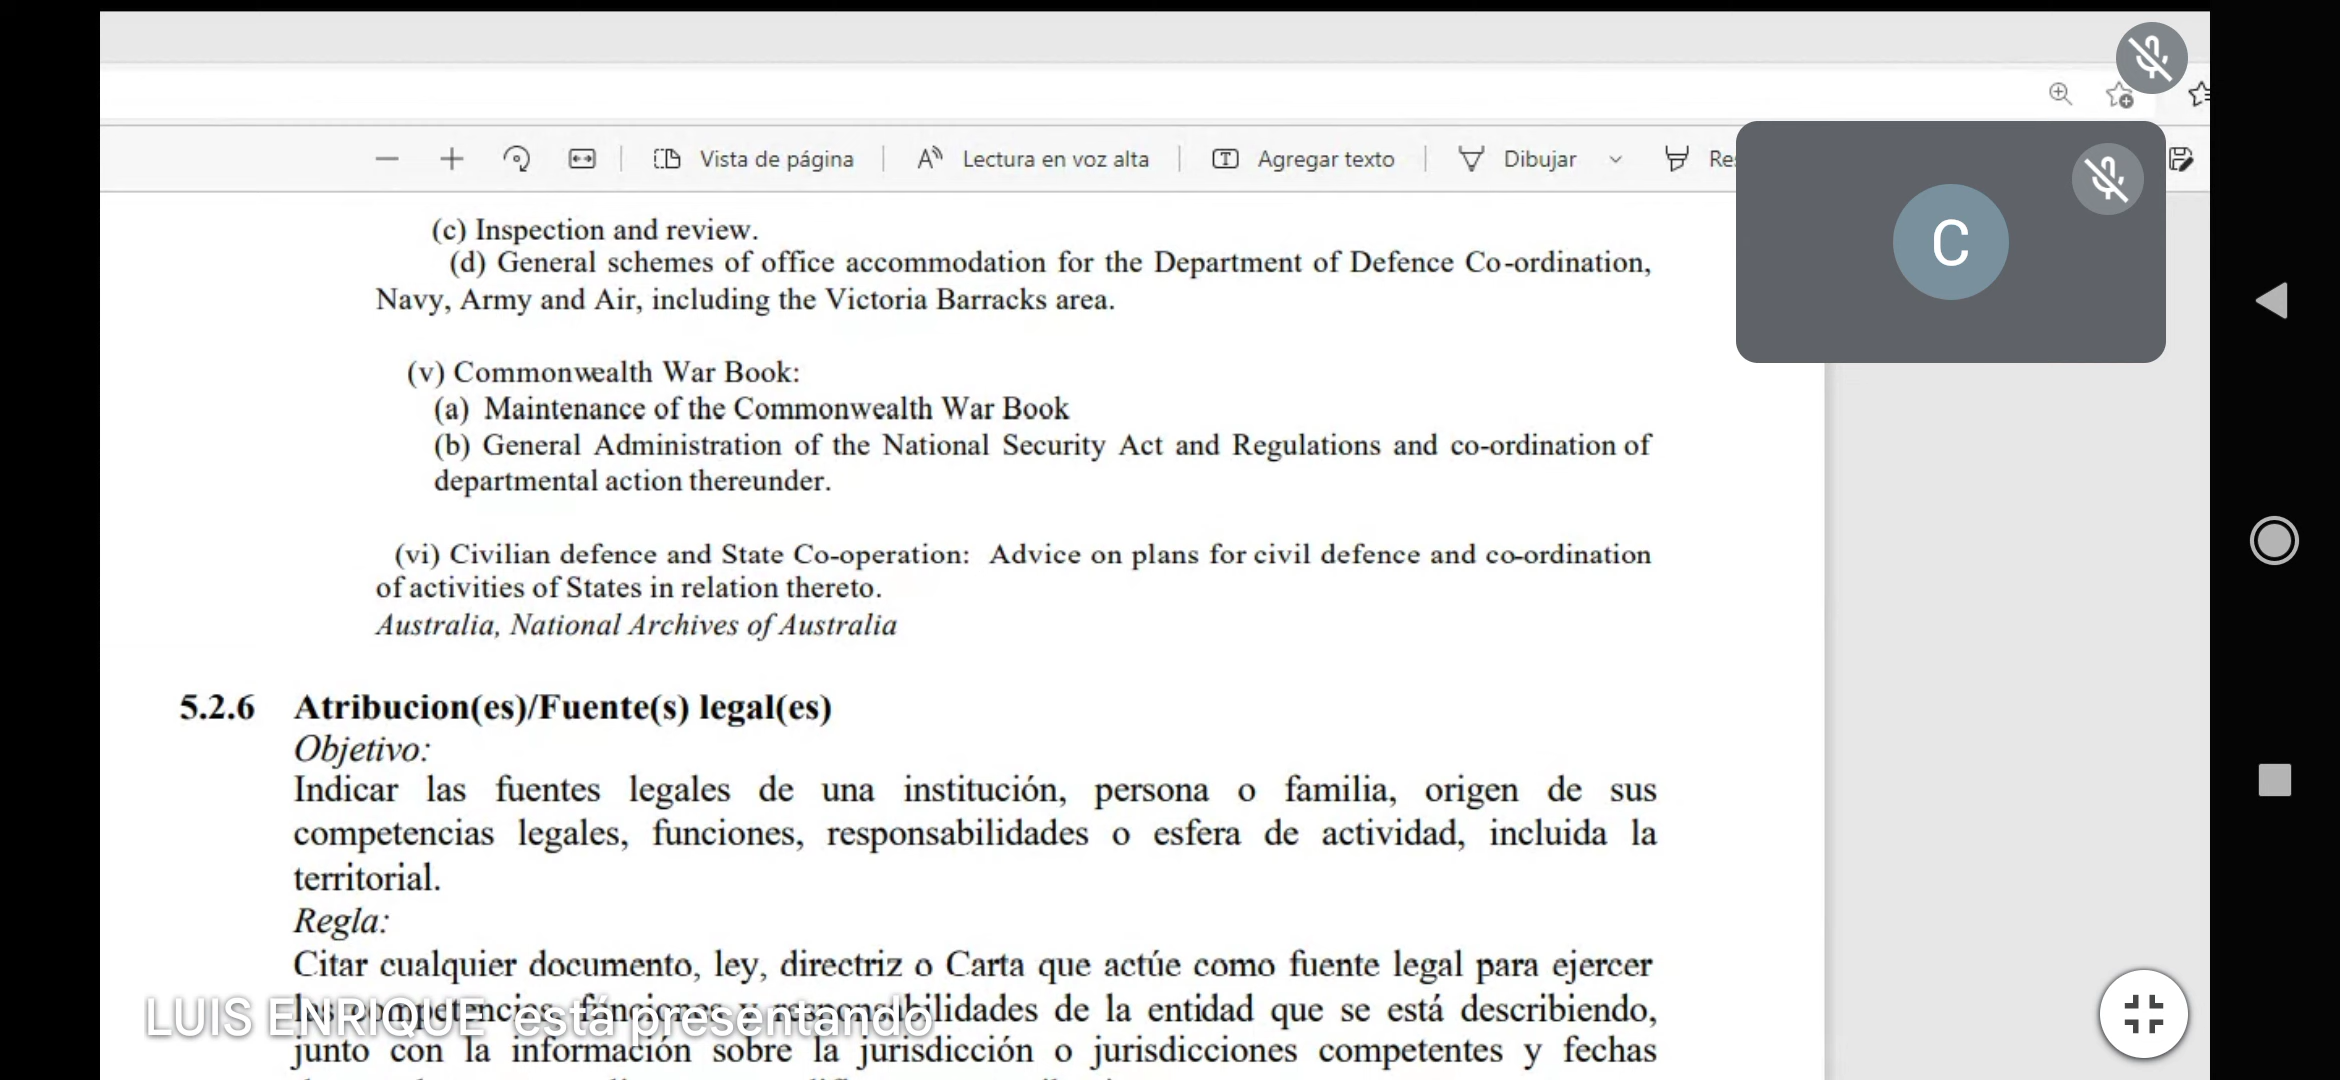 Vista de página
Lectura en voz alta
Agregar texto
Dibujar
(c) Inspection and review.
(d) General schemes of office accommodation for the Department of Defence Co-ordination,
Navy, Army and Air, including the Victoria Barracks area.
C
(v) Commonwealth War Book:
(a) Maintenance of the Commonwealth War Book
(b) General Administration of the National Security Act and Regulations and co-ordination of
departmental action thereunder.
(vi) Civilian defence and State Co-operation: Advice on plans for civil defence and co-ordination
of activities of States in relation thereto.
Australia, National Archives of Australia
5.2.6 Atribucion(es)/Fuente(s) legal(es)
Objetivo:
Indicar las fuentes legales de una institución, persona o familia, origen de sus
competencias legales, funciones, responsabilidades o esfera de actividad, incluida la
territorial.
Regla:
Citar cualquier documento, ley, directriz o Carta que actúe como fuente legal para ejercer
las competencias, funciones y responsabilidades de la entidad que se está describiendo,
LUIS ENRIQUE está presentando
junto con la información sobre la jurisdicción o jurisdicciones competentes y fechas